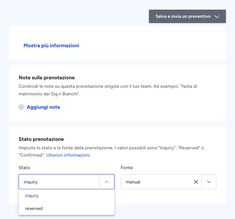 Salva e invia un preventivo
Mostra più informazioni
Note sulla prenotazione
Condividi le note su questa prenotazione singola con il tuo team. Ad esempio, "festa di
matrimonio dei Sig.ri Bianchi".
Aggiungi note
Stato prenotazione
Imposta lo stato e la fonte della prenotazione. I valori possibili sono "Inquiry", "Reserved" o
"Confirmed". Ulteriori informazioni
Stato
Fonte
inquiry
manual
inquiry
reserved